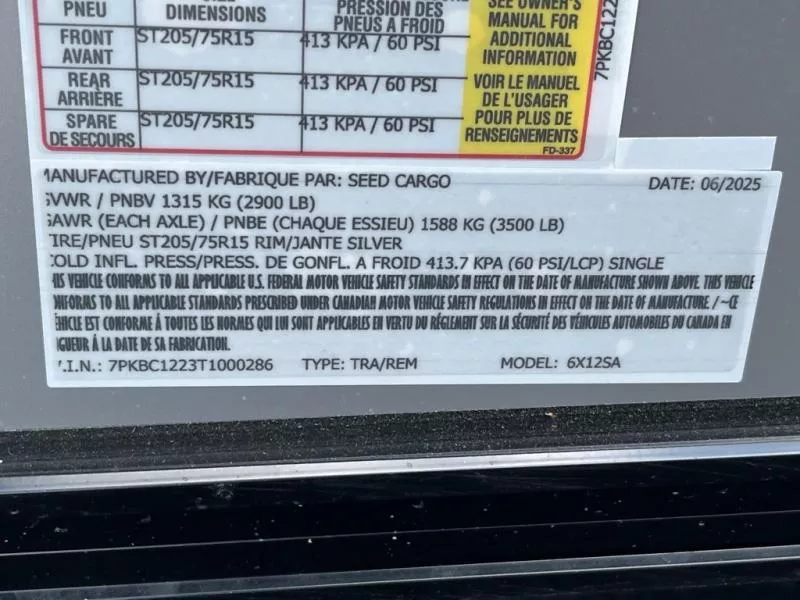 PNEU DIMENSIONS PRESSION DES PNEUS A FROID SEE OWNER'S MANUAL FOR ADDITIONAL INFORMATION
FRONT AVANT ST205/75R15 413 KPA / 60 PSI
REAR ARRIÈRE ST205/75R15 413 KPA / 60 PSI VOIR LE MANUEL DE L'USAGER POUR PLUS DE RENSEIGNEMENTS
SPARE DE SECOURS ST205/75R15 413 KPA / 60 PSI
FD-337
7PKBC1223
MANUFACTURED BY/FABRIQUE PAR: SEED CARGO DATE: 06/2025
GVWR / PNBV 1315 KG (2900 LB)
GAWR (EACH AXLE) / PNBE (CHAQUE ESSIEU) 1588 KG (3500 LB)
TIRE/PNEU ST205/75R15 RIM/JANTE SILVER
COLD INFL. PRESS/PRESS. DE GONFL. A FROID 413.7 KPA (60 PSI/LCP) SINGLE
HIS VEHICLE CONFORMS TO ALL APPLICABLE U.S. FEDERAL MOTOR VEHICLE SAFETY STANDARDS IN EFFECT ON THE DATE OF MANUFACTURE SHOWN ABOVE. THIS VEHICLE
ONFORMS TO ALL APPLICABLE STANDARDS PRESCRIBED UNDER CANADIAN MOTOR VEHICLE SAFETY REGULATIONS IN EFFECT ON THE DATE OF MANUFACTURE. / ~CE
ÉHICLE EST CONFORME À TOUTES LES NORMES QUI LUI SONT APPLICABLES EN VERTU DU RÉGLEMENT SUR LA SÉCURITÉ DES VÉHICULES AUTOMOBILES DU CANADA EN
IGUEUR À LA DATE DE SA FABRICATION.
V.I.N.: 7PKBC1223T1000286 TYPE: TRA/REM MODEL: 6X12SA